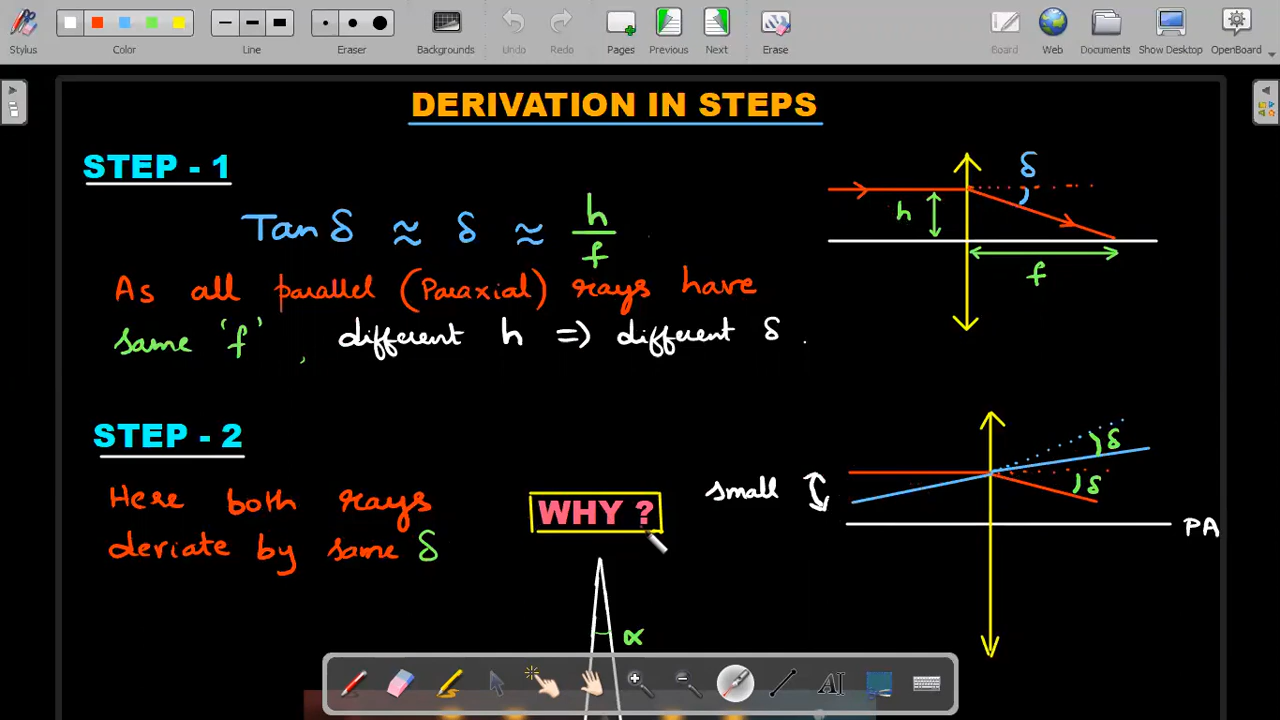 Stylus
Color
Line
Eraser
Backgrounds
Undo
Redo
Pages
Previous
Next
Erase
Board
Web
Documents
Show Desktop
OpenBoard
DERIVATION IN STEPS
STEP - 1
Tan δ ≈ δ ≈ h/f
As all parallel (Paraxial) rays have
same 'f', different h => different δ.
δ
h
f
STEP - 2
Here both rays
deviate by same δ
WHY ?
α
small
δ
δ
PA
AI